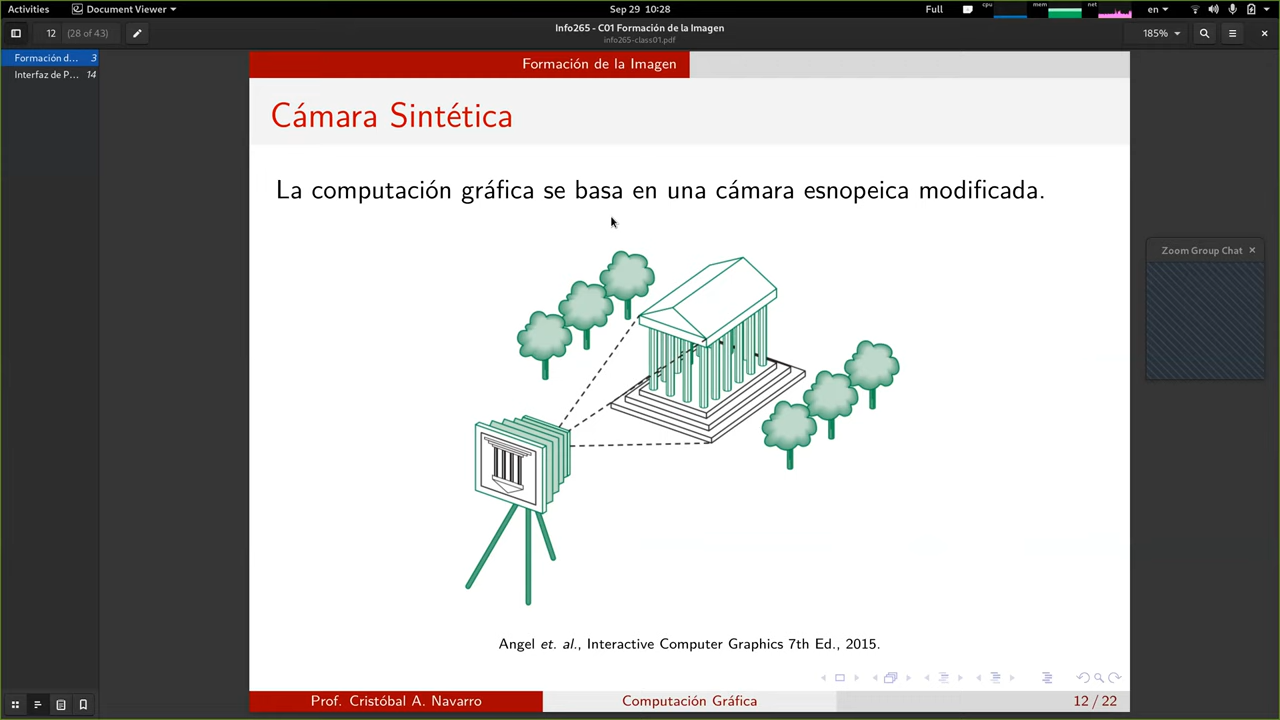 Activities
Document Viewer
Sep 29 10:28
Full
cpu
mem
net
en
12
(28 of 43)
Info265 - C01 Formación de la Imagen
info265-class01.pdf
185%
Formación d... 3
Interfaz de P... 14
Formación de la Imagen
Cámara Sintética
La computación gráfica se basa en una cámara esnopeica modificada.
Zoom Group Chat
Angel et. al., Interactive Computer Graphics 7th Ed., 2015.
Prof. Cristóbal A. Navarro
Computación Gráfica
12 / 22